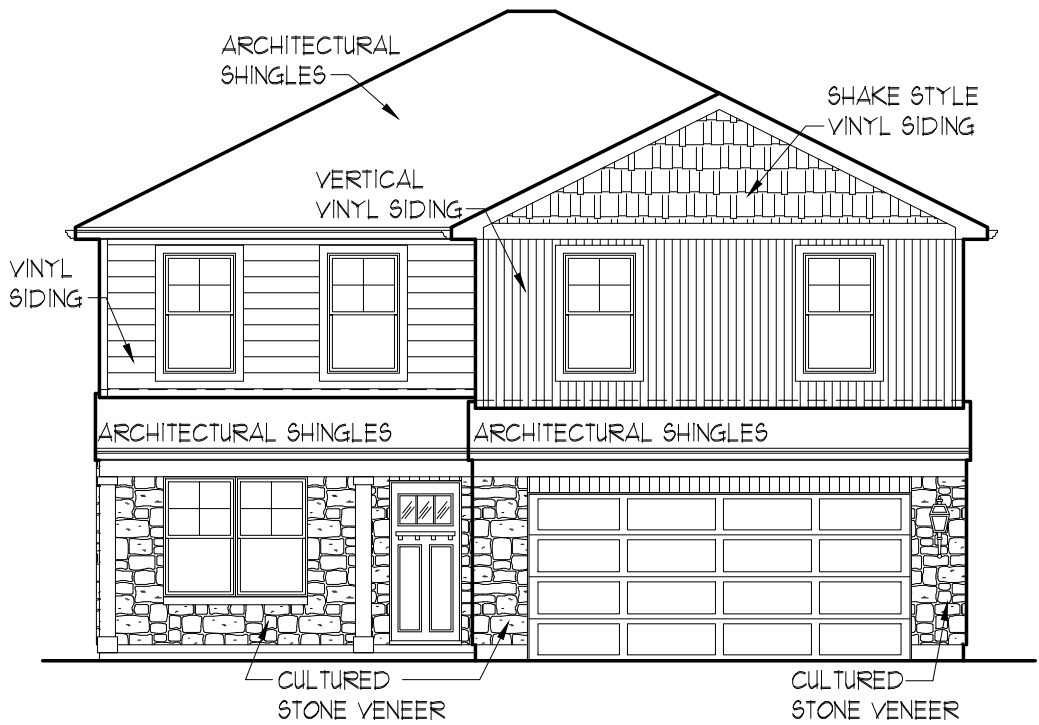 ARCHITECTURAL
SHINGLES
SHAKE STYLE
VINYL SIDING
VERTICAL
VINYL SIDING
VINYL
SIDING
ARCHITECTURAL SHINGLES
ARCHITECTURAL SHINGLES
CULTURED
STONE VENEER
CULTURED
STONE VENEER